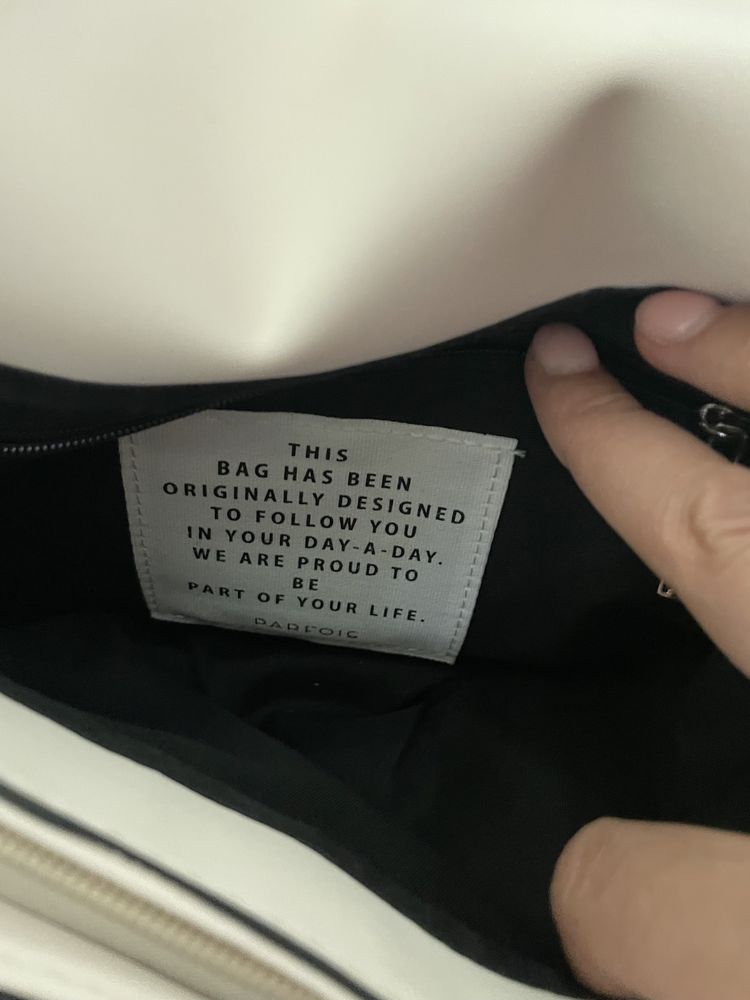 THIS
BAG HAS BEEN
ORIGINALLY DESIGNED
TO FOLLOW YOU
IN YOUR DAY-A-DAY.
WE ARE PROUD TO
BE
PART OF YOUR LIFE.
PARFOIS